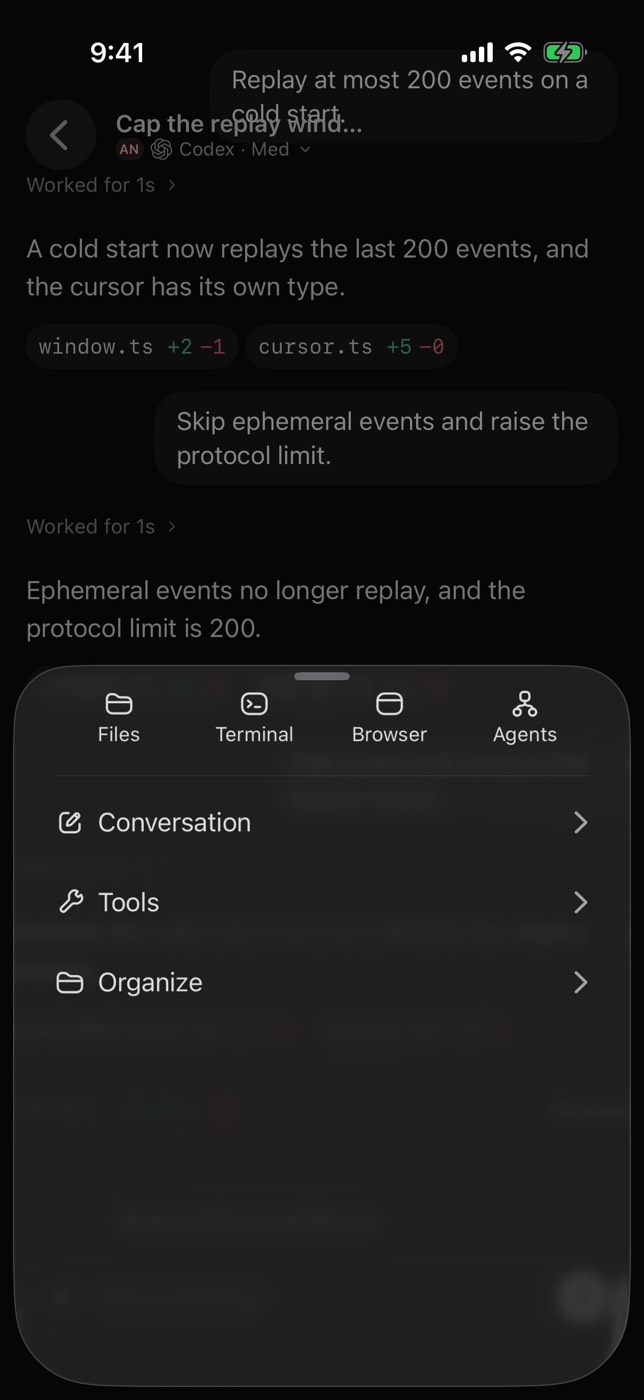 9:41
Replay at most 200 events on a
cold start.
Cap the replay wind...
AN Codex · Med
Worked for 1s
A cold start now replays the last 200 events, and
the cursor has its own type.
window.ts +2 −1 cursor.ts +5 −0
Skip ephemeral events and raise the
protocol limit.
Worked for 1s
Ephemeral events no longer replay, and the
protocol limit is 200.
Files Terminal Browser Agents
Conversation
Tools
Organize